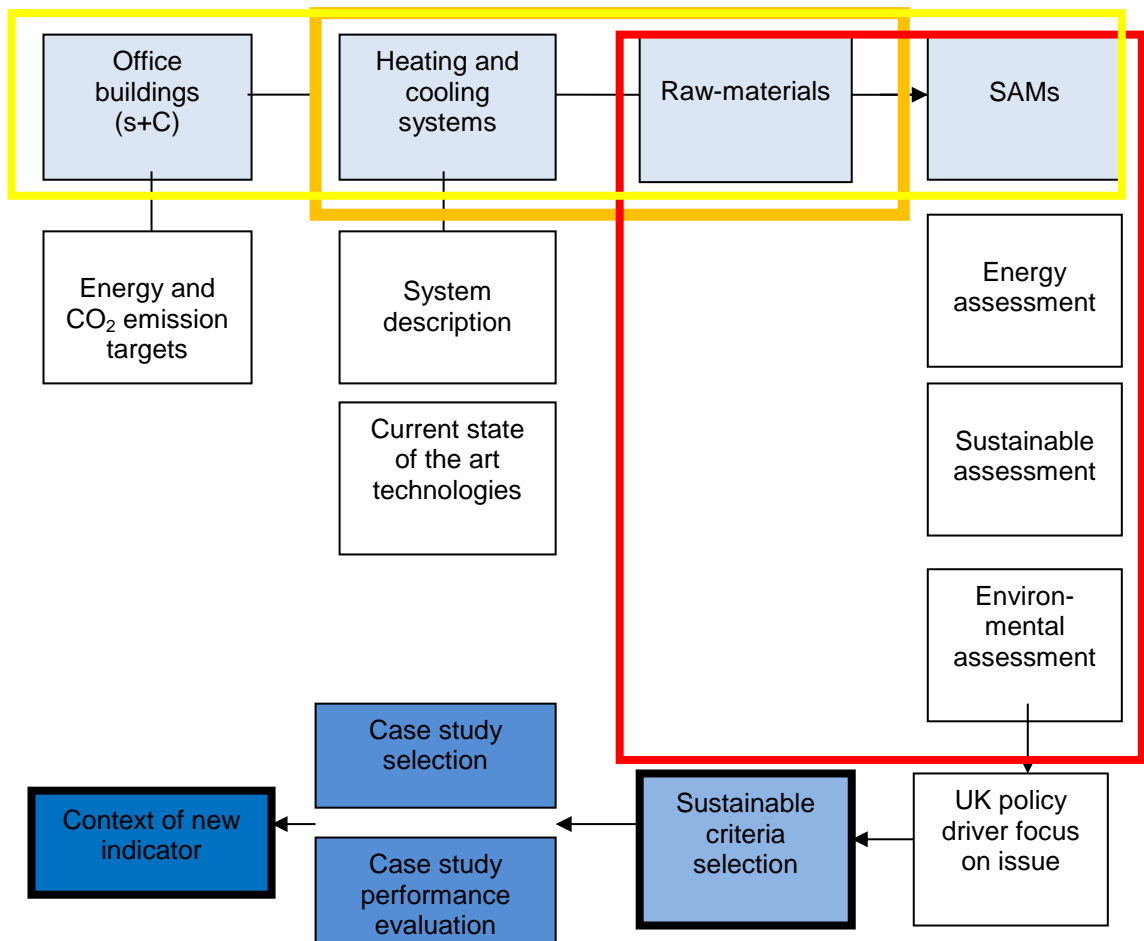 Office
buildings
(s+C)
Heating and
cooling
systems
Raw-materials
SAMs
Energy and
CO₂ emission
targets
System
description
Energy
assessment
Current state
of the art
technologies
Sustainable
assessment
Environ-
mental
assessment
Case study
selection
Context of new
indicator
Case study
performance
evaluation
Sustainable
criteria
selection
UK policy
driver focus
on issue